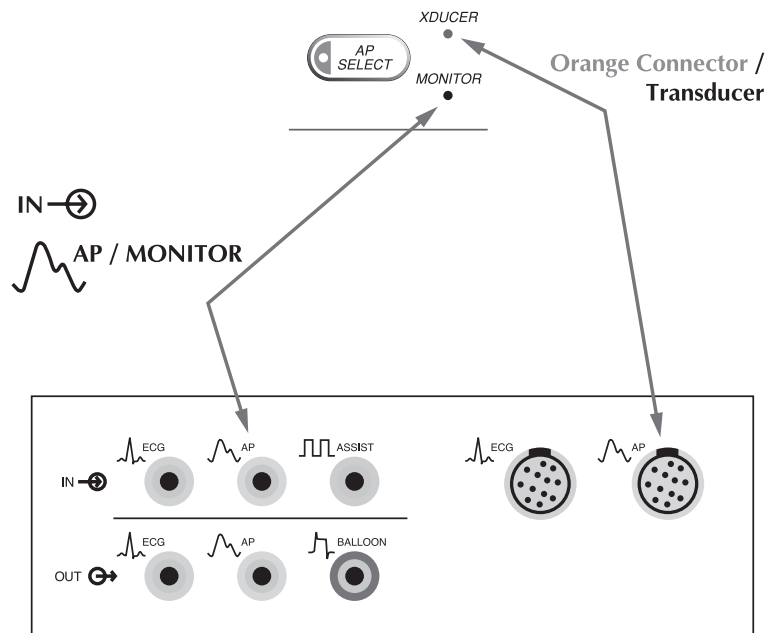 XDUCER
AP
SELECT
MONITOR
Orange Connector /
Transducer
IN
AP / MONITOR
ECG
AP
ASSIST
ECG
AP
IN
ECG
AP
BALLOON
OUT